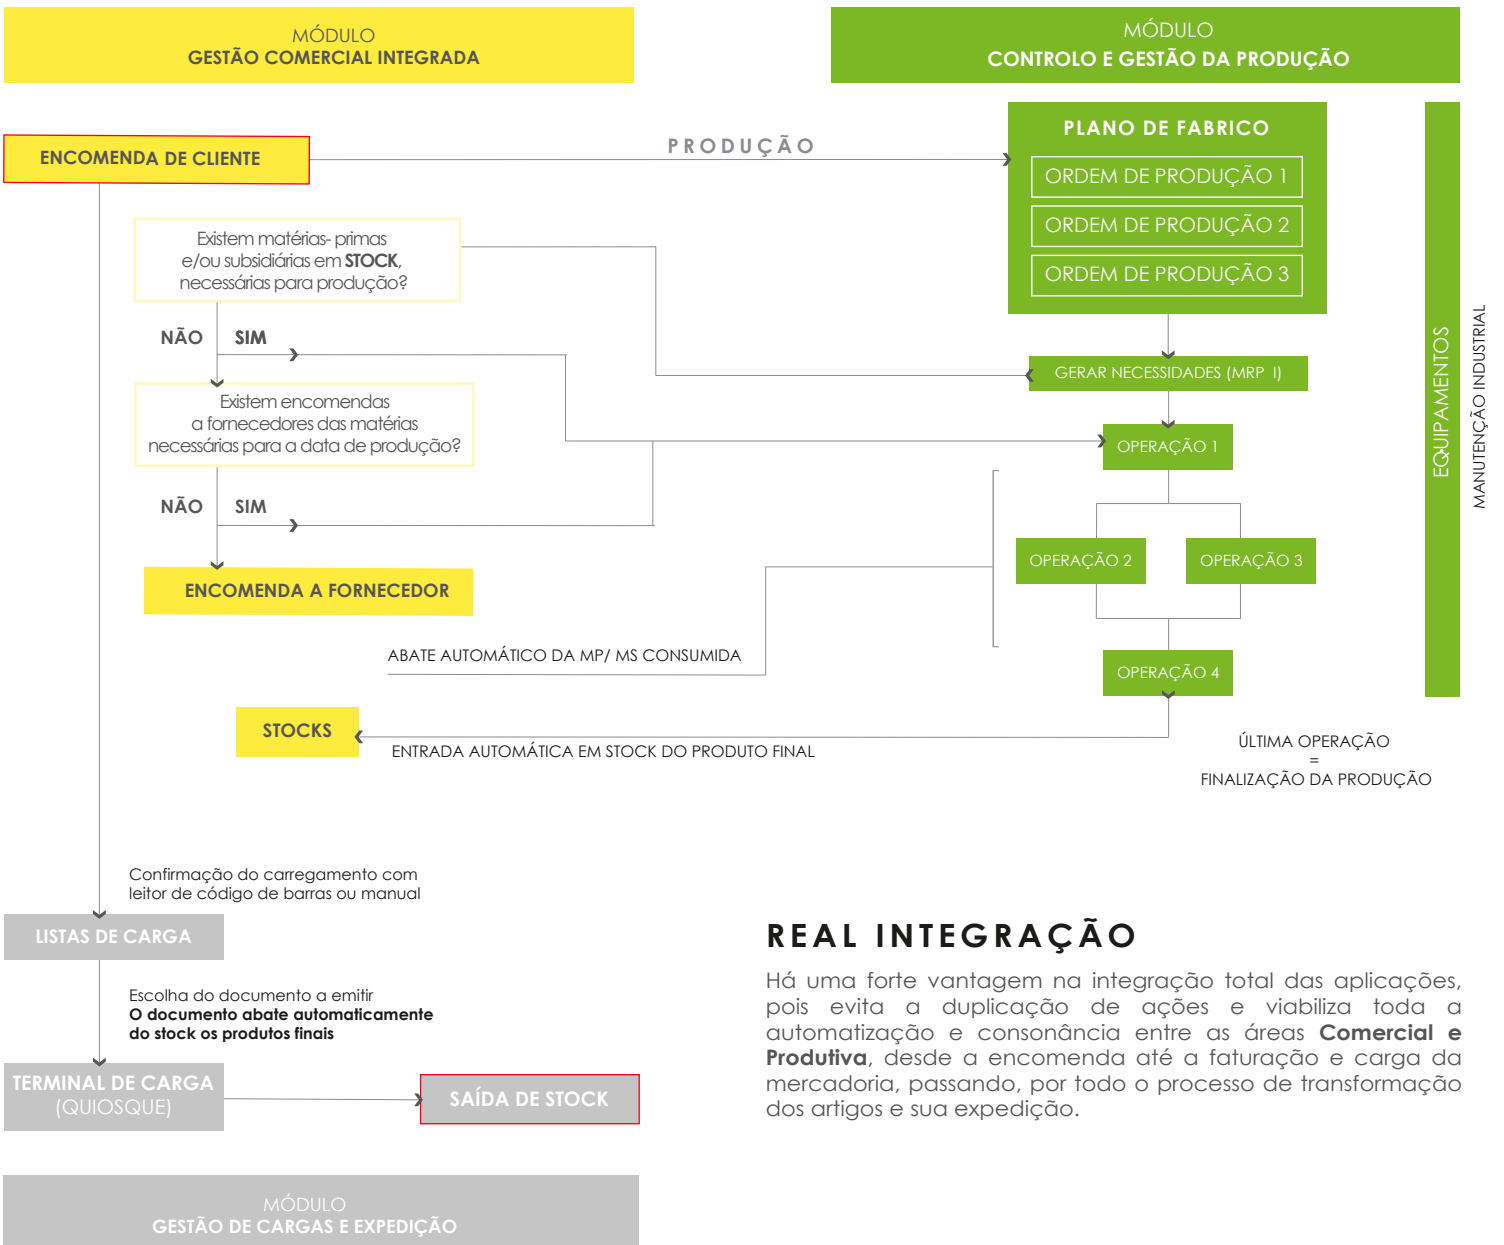 MÓDULO
GESTÃO COMERCIAL INTEGRADA
MÓDULO
CONTROLO E GESTÃO DA PRODUÇÃO
ENCOMENDA DE CLIENTE
PRODUÇÃO
PLANO DE FABRICO
ORDEM DE PRODUÇÃO 1
ORDEM DE PRODUÇÃO 2
ORDEM DE PRODUÇÃO 3
Existem matérias- primas
e/ou subsidiárias em STOCK,
necessárias para produção?
NÃO SIM
GERAR NECESSIDADES (MRP I)
Existem encomendas
a fornecedores das matérias
necessárias para a data de produção?
OPERAÇÃO 1
NÃO SIM
OPERAÇÃO 2
OPERAÇÃO 3
ENCOMENDA A FORNECEDOR
ABATE AUTOMÁTICO DA MP/ MS CONSUMIDA
OPERAÇÃO 4
EQUIPAMENTOS
MANUTENÇÃO INDUSTRIAL
STOCKS
ENTRADA AUTOMÁTICA EM STOCK DO PRODUTO FINAL
ÚLTIMA OPERAÇÃO
=
FINALIZAÇÃO DA PRODUÇÃO
Confirmação do carregamento com
leitor de código de barras ou manual
LISTAS DE CARGA
Escolha do documento a emitir
O documento abate automaticamente
do stock os produtos finais
TERMINAL DE CARGA
(QUIOSQUE)
SAÍDA DE STOCK
REAL INTEGRAÇÃO
Há uma forte vantagem na integração total das aplicações,
pois evita a duplicação de ações e viabiliza toda a
automatização e consonância entre as áreas Comercial e
Produtiva, desde a encomenda até a faturação e carga da
mercadoria, passando, por todo o processo de transformação
dos artigos e sua expedição.
MÓDULO
GESTÃO DE CARGAS E EXPEDIÇÃO